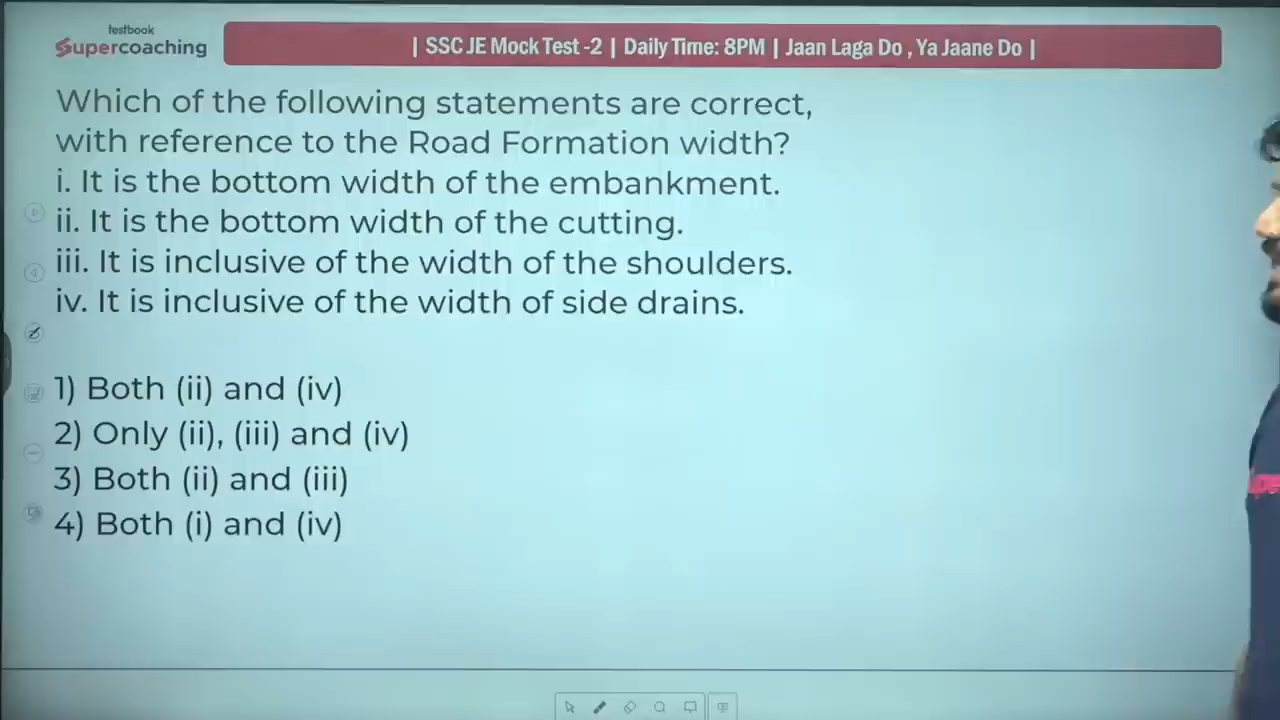 testbook
Supercoaching
| SSC JE Mock Test -2 | Daily Time: 8PM | Jaan Laga Do , Ya Jaane Do |
Which of the following statements are correct,
with reference to the Road Formation width?
i. It is the bottom width of the embankment.
ii. It is the bottom width of the cutting.
iii. It is inclusive of the width of the shoulders.
iv. It is inclusive of the width of side drains.
1) Both (ii) and (iv)
2) Only (ii), (iii) and (iv)
3) Both (ii) and (iii)
4) Both (i) and (iv)